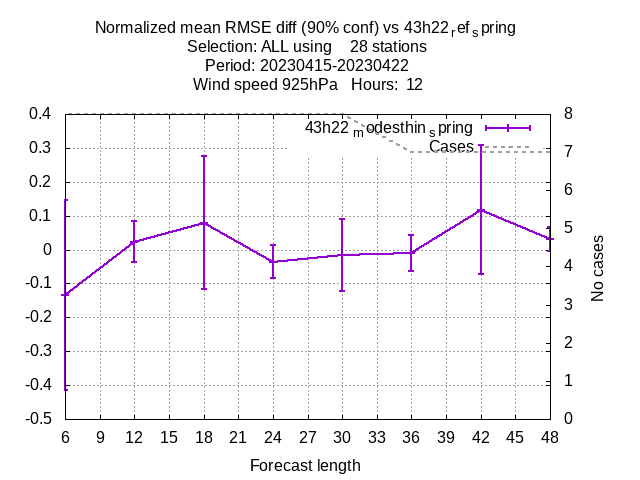 Normalized mean RMSE diff (90% conf) vs 43h22refspring
Selection: ALL using 28 stations
Period: 20230415-20230422
Wind speed 925hPa Hours: 12
43h22modesthinspring
Cases
0.4
0.3
0.2
0.1
0
-0.1
-0.2
-0.3
-0.4
-0.5
8
7
6
5
4
3
2
1
0
No cases
6 9 12 15 18 21 24 27 30 33 36 39 42 45 48
Forecast length